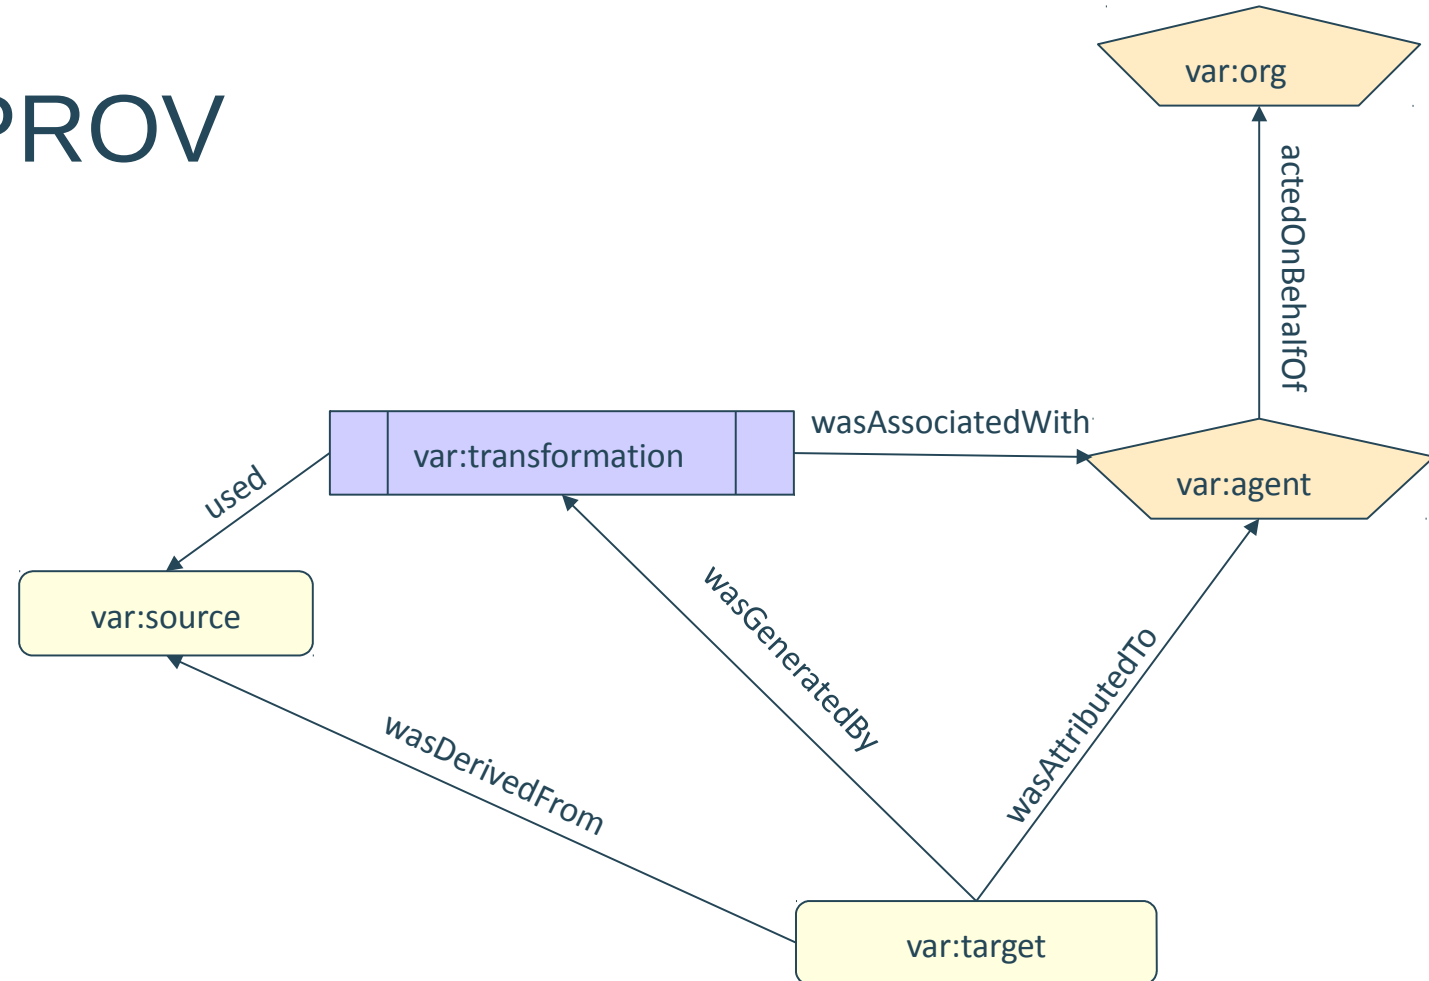 PROV
var:org
actedOnBehalfOf
wasAssociatedWith
var:transformation
var:agent
used
var:source
wasGeneratedBy
wasAttributedTo
wasDerivedFrom
var:target